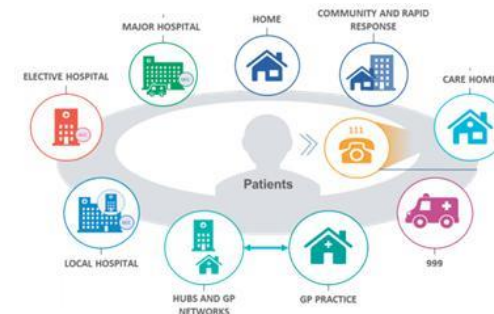 HOME
COMMUNITY AND RAPID
RESPONSE
MAJOR HOSPITAL
ELECTIVE HOSPITAL
CARE HOME
111
Patients
LOCAL HOSPITAL
999
HUBS AND GP
NETWORKS
GP PRACTICE